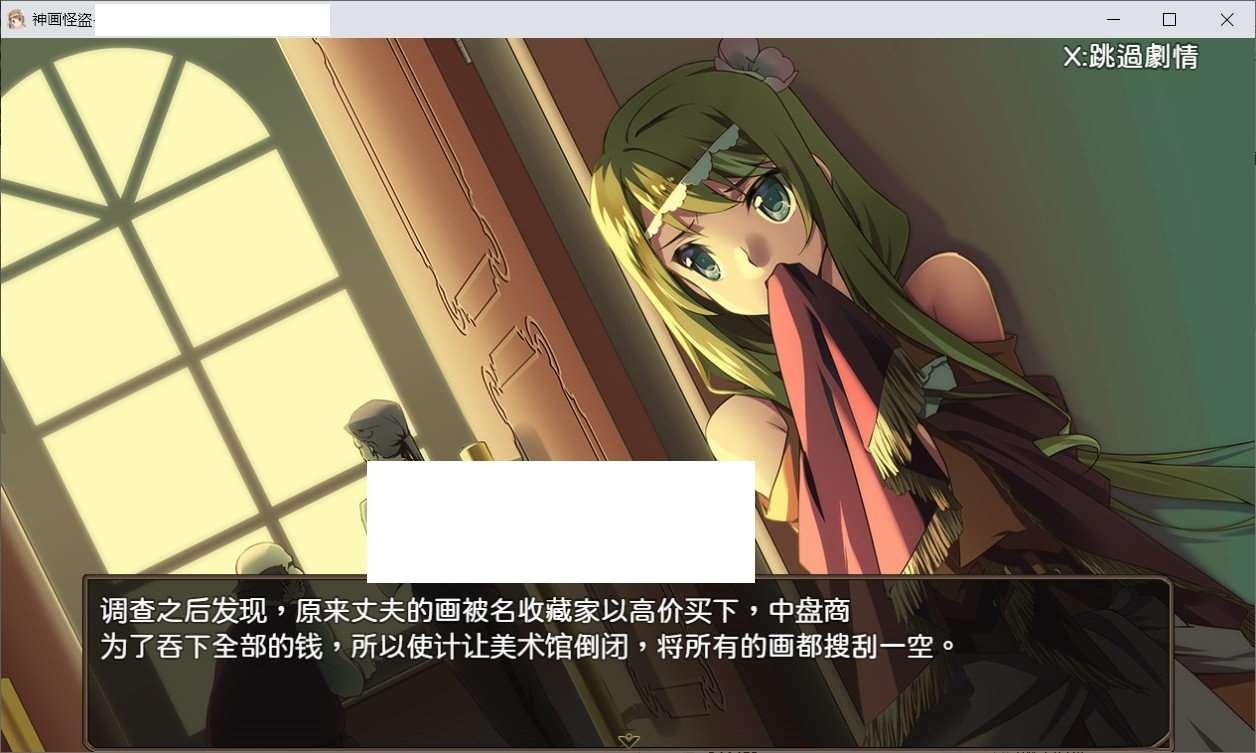 神画怪盗
X:跳過劇情
调查之后发现，原来丈夫的画被名收藏家以高价买下，中盘商
为了吞下全部的钱，所以使计让美术馆倒闭，将所有的画都搜刮一空。